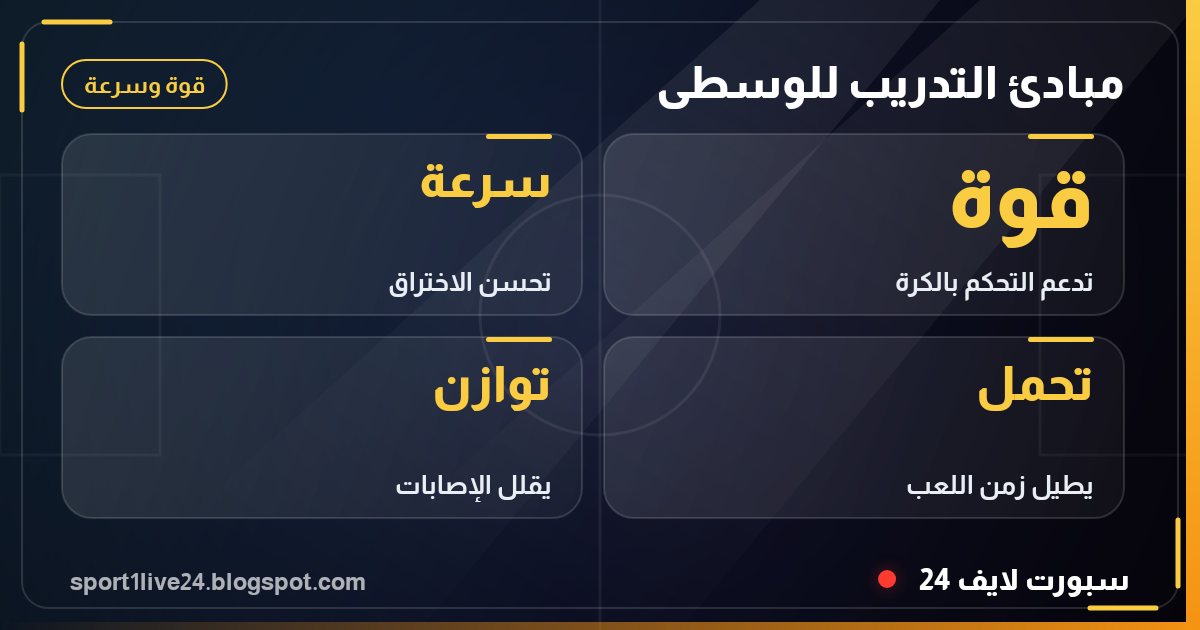 مبادئ التدريب للوسطى
قوة وسرعة
قوة
تدعم التحكم بالكرة
سرعة
تحسن الاختراق
تحمل
يطيل زمن اللعب
توازن
يقلل الإصابات
سبورت لايف 24
sport1live24.blogspot.com